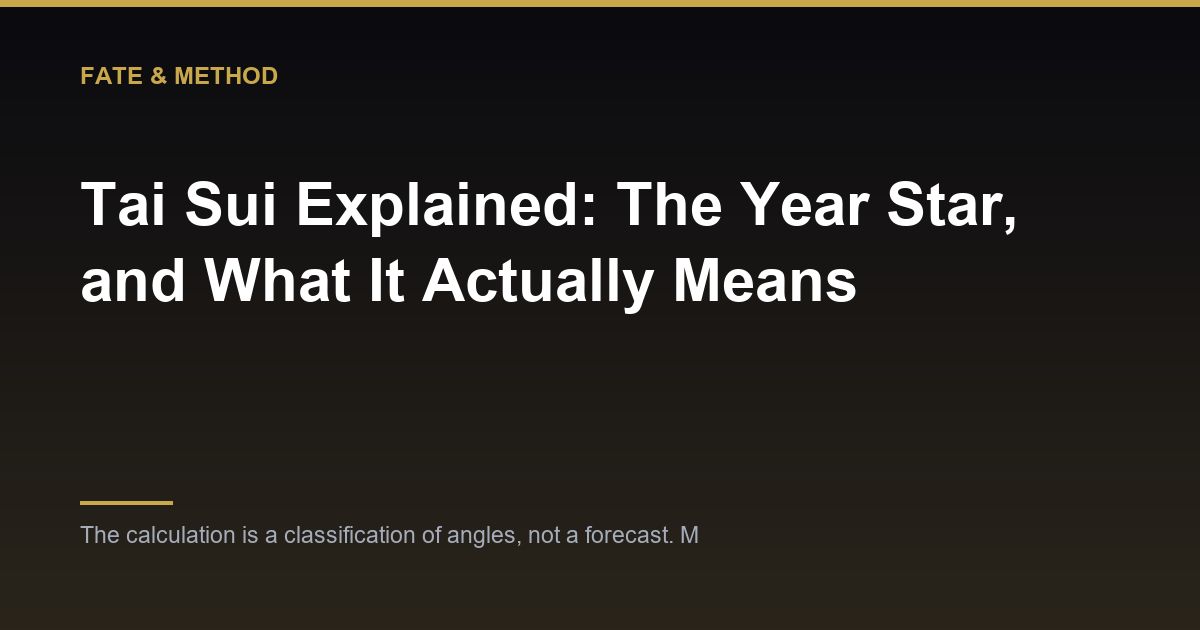 FATE & METHOD
Tai Sui Explained: The Year Star,
and What It Actually Means
The calculation is a classification of angles, not a forecast. M